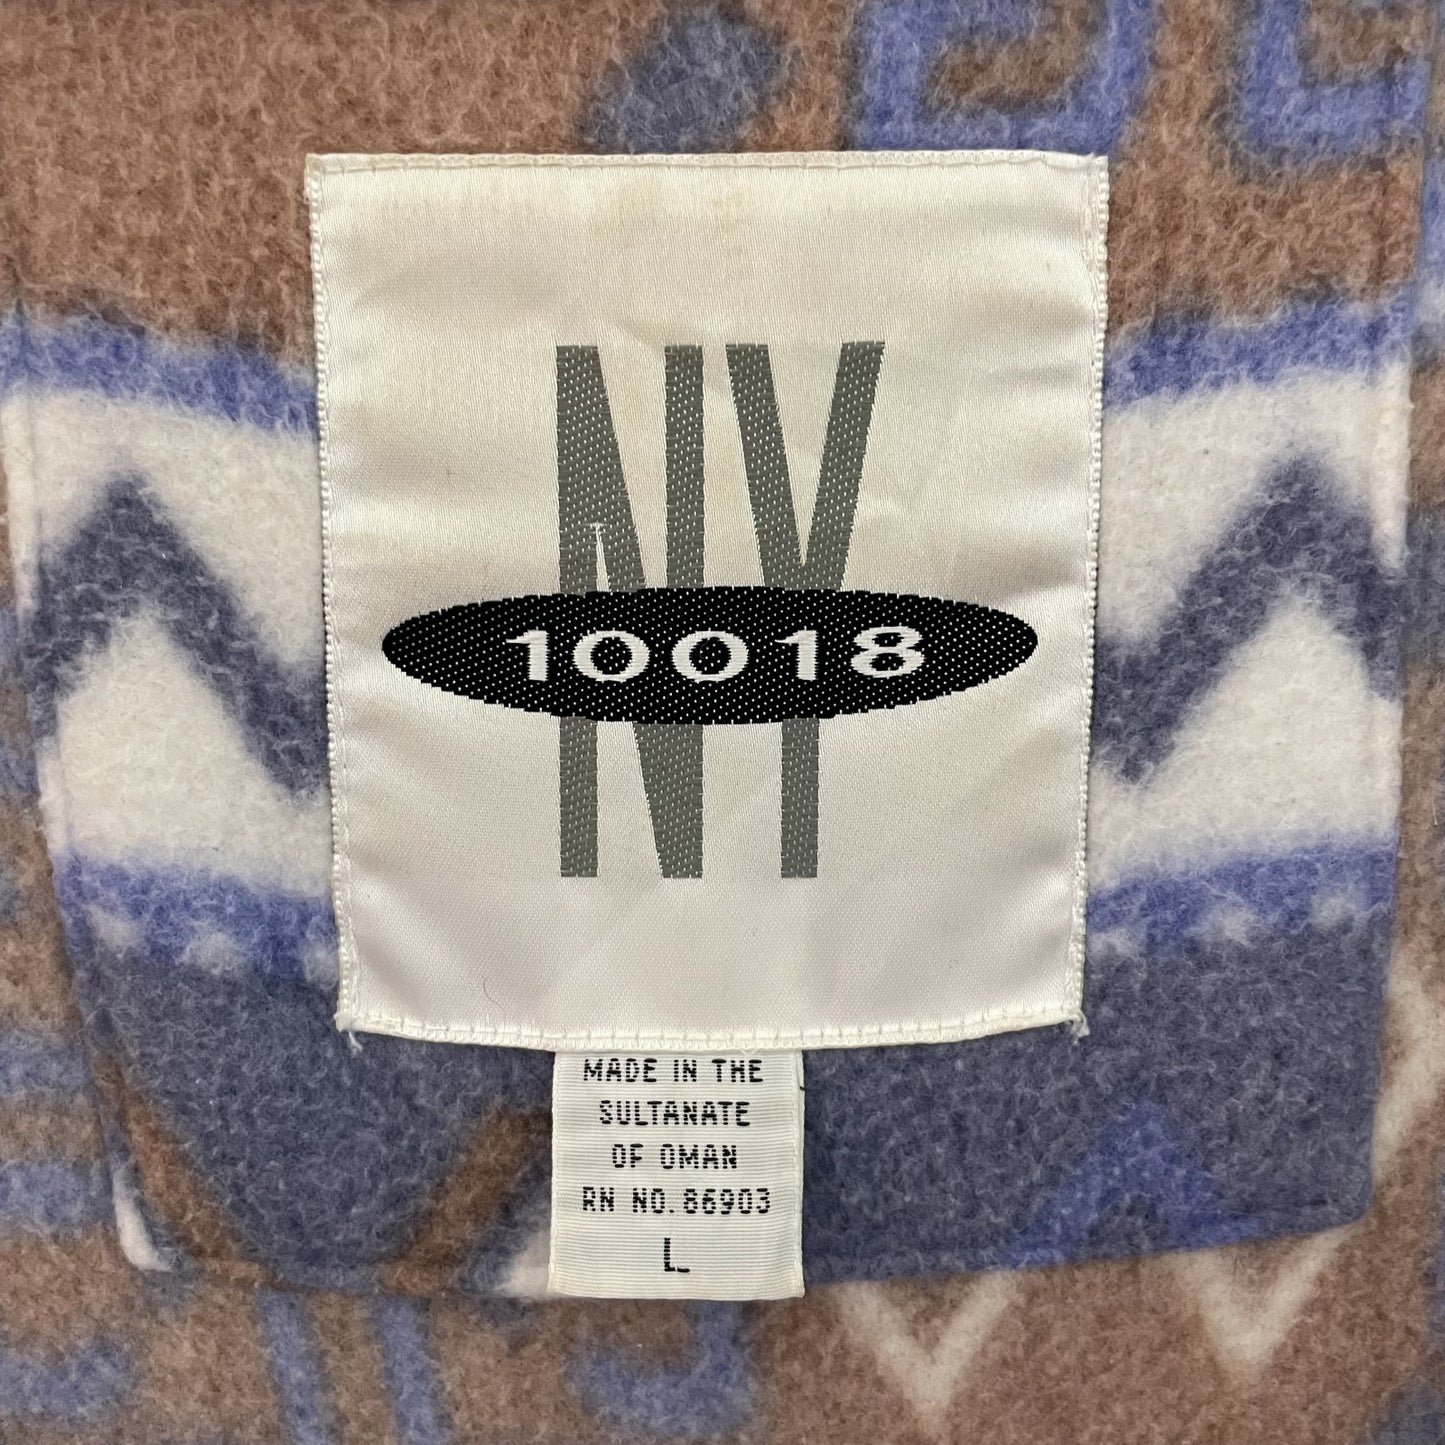 NY
10018
MADE IN THE
SULTANATE
OF OMAN
RN NO. 86903
L